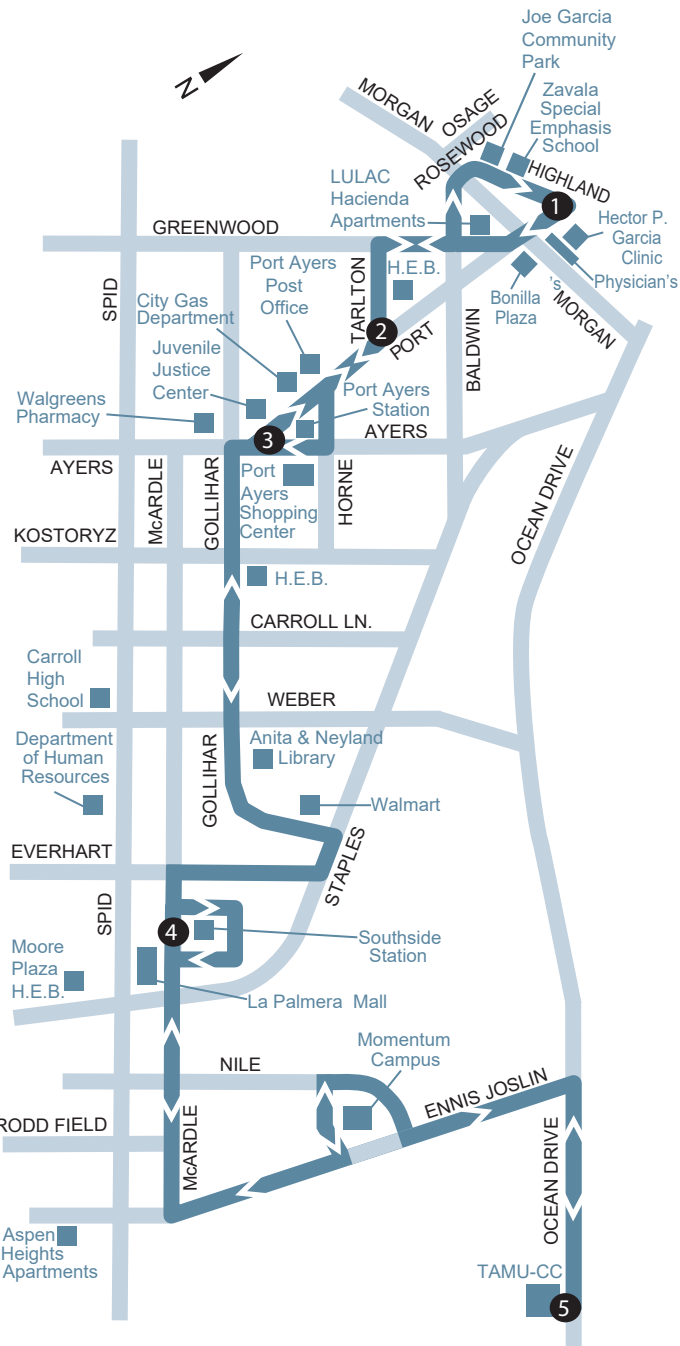 N
Joe Garcia
Community
Park
MORGAN
OSAGE
ROSEWOOD
Zavala
Special
Emphasis
School
HIGHLAND
LULAC
Hacienda
Apartments
1
Hector P.
Garcia
Clinic
Physician's
's
GREENWOOD
Bonilla
Plaza
MORGAN
SPID
Port Ayers
Post
Office
TARLTON
H.E.B.
City Gas
Department
2
PORT
BALDWIN
Juvenile
Justice
Center
Walgreens
Pharmacy
Port Ayers
Station
3
AYERS
AYERS
McARDLE
GOLLIHAR
Port
Ayers
Shopping
Center
HORNE
OCEAN DRIVE
KOSTORYZ
H.E.B.
CARROLL LN.
Carroll
High
School
WEBER
Department
of Human
Resources
GOLLIHAR
Anita & Neyland
Library
Walmart
EVERHART
STAPLES
SPID
4
Southside
Station
Moore
Plaza
H.E.B.
La Palmera Mall
Momentum
Campus
NILE
ENNIS JOSLIN
RODD FIELD
McARDLE
OCEAN DRIVE
Aspen
Heights
Apartments
TAMU-CC
5